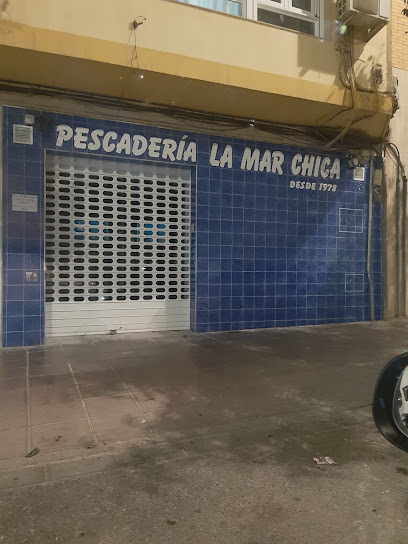 PESCADERÍA LA MAR CHICA
DESDE 1978